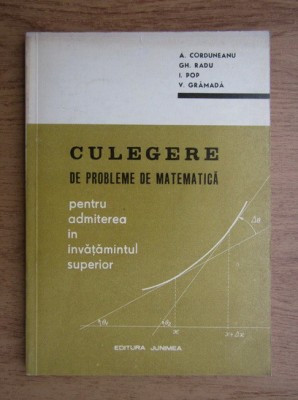 A. CORDUNEANU
GH. RADU
I. POP
V. GRĂMADĂ
CULEGERE
DE PROBLEME DE MATEMATICĂ
pentru
admiterea
în
învățămîntul
superior
EDITURA JUNIMEA